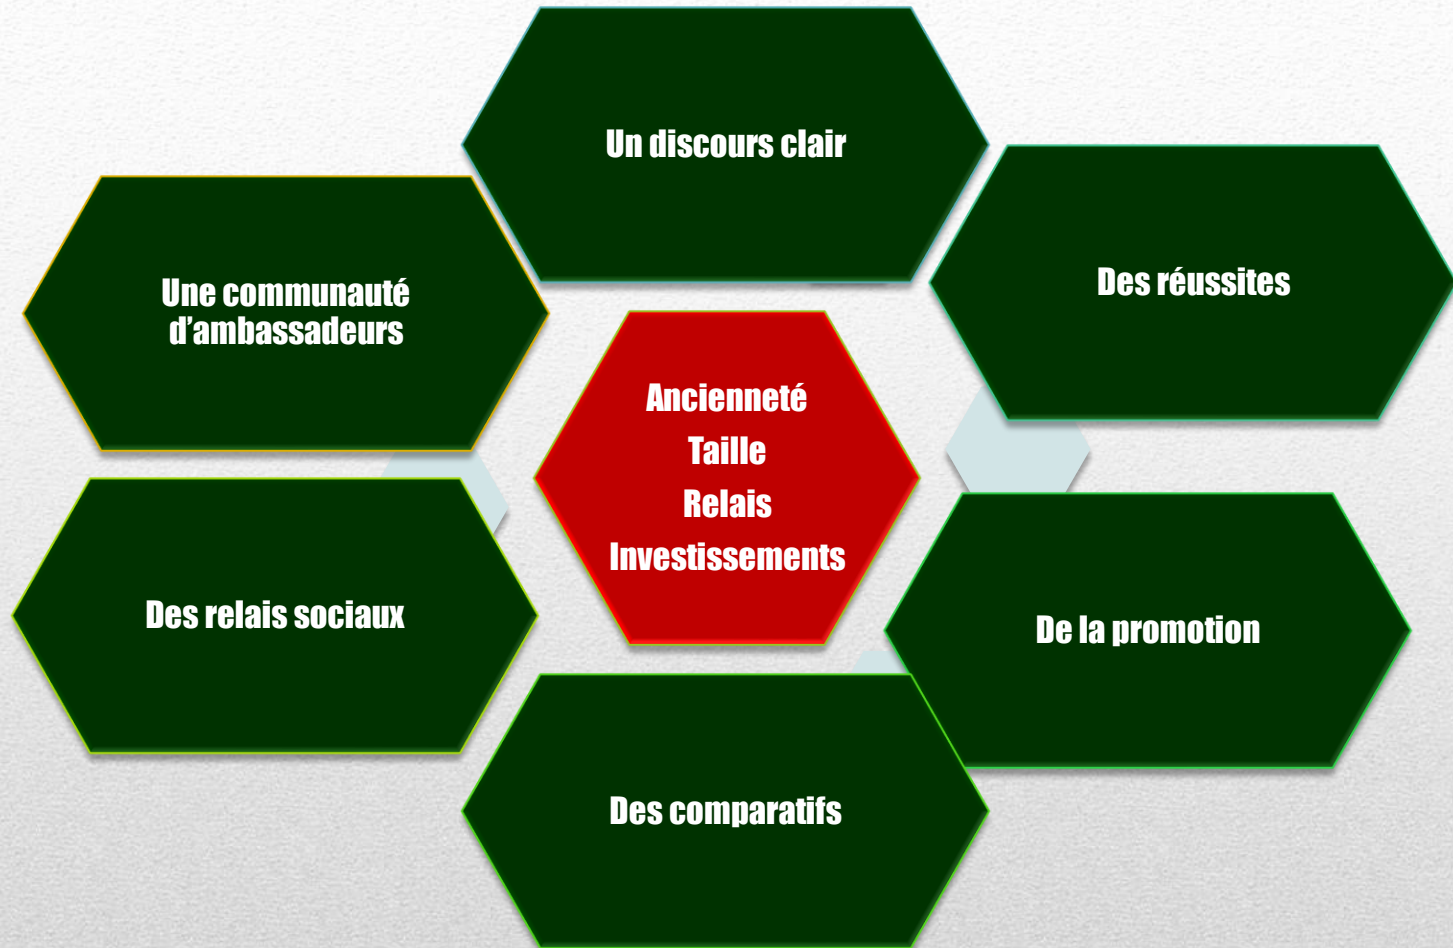 Un discours clair
Des réussites
Une communauté
d’ambassadeurs
Ancienneté
Taille
Relais
Investissements
Des relais sociaux
De la promotion
Des comparatifs